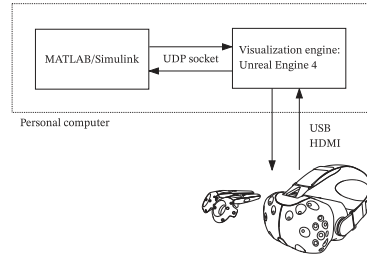 MATLAB/Simulink
UDP socket
Visualization engine:
Unreal Engine 4
Personal computer
USB
HDMI